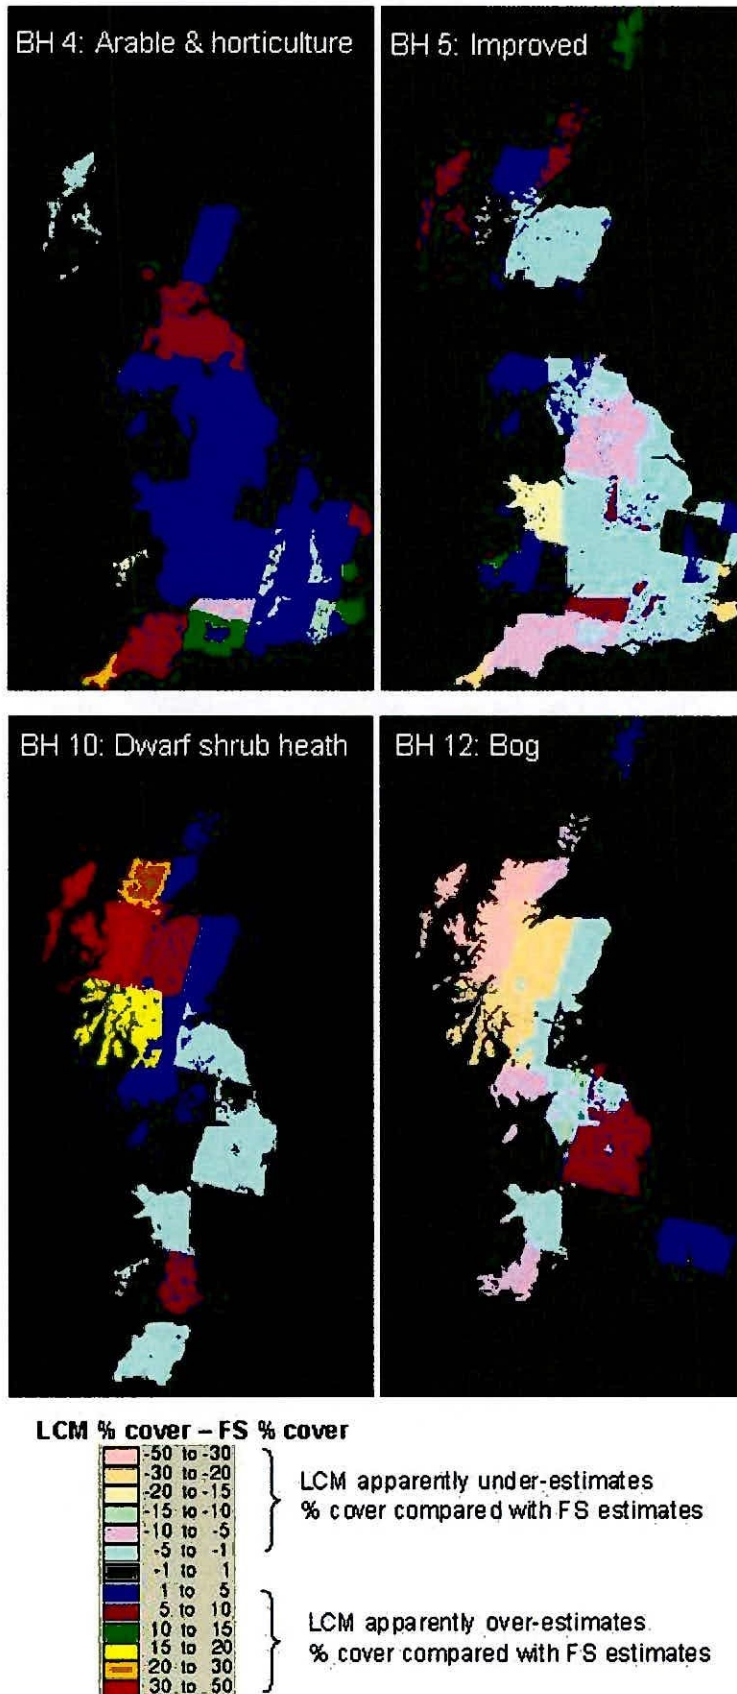 BH 4: Arable & horticulture
BH 5: Improved
BH 10: Dwarf shrub heath
BH 12: Bog
LCM % cover – FS % cover
-50 to -30
-30 to -20
-20 to -15
-15 to -10
-10 to -5
-5 to -1
-1 to 1
1 to 5
5 to 10
10 to 15
15 to 20
20 to 30
30 to 50
LCM apparently under-estimates
% cover compared with FS estimates
LCM apparently over-estimates
% cover compared with FS estimates